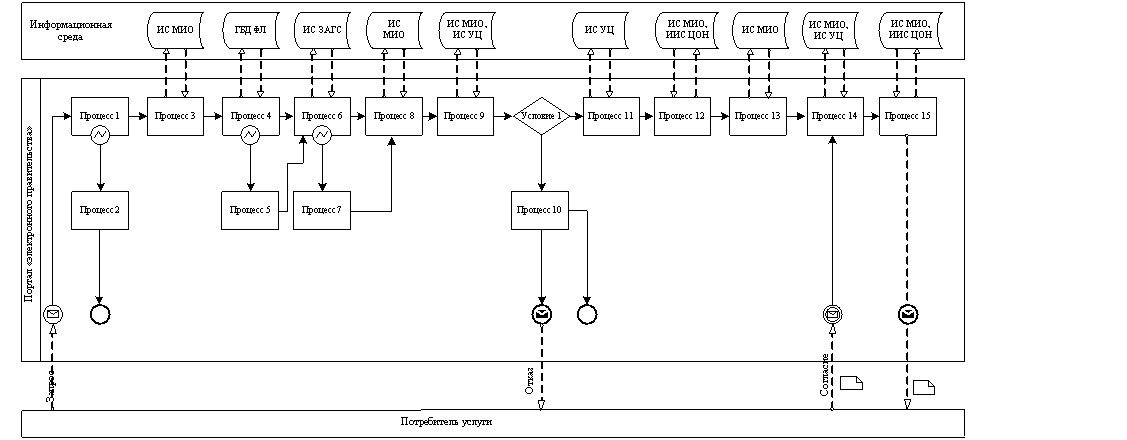 Информационная
среда
ИС МИО
ГБД ФЛ
ИС ЗАГС
ИС
МИО
ИС МИО,
ИС УЦ
ИС УЦ
ИС МИО,
ИИС ЦОН
ИС МИО
ИС МИО,
ИС УЦ
ИС МИО,
ИИС ЦОН
Портал «электронного правительства»
Процесс 1
Процесс 3
Процесс 4
Процесс 6
Процесс 8
Процесс 9
Условие 1
Процесс 11
Процесс 12
Процесс 13
Процесс 14
Процесс 15
Процесс 2
Процесс 5
Процесс 7
Процесс 10
Запрос
Отказ
Согласие
Потребитель услуги